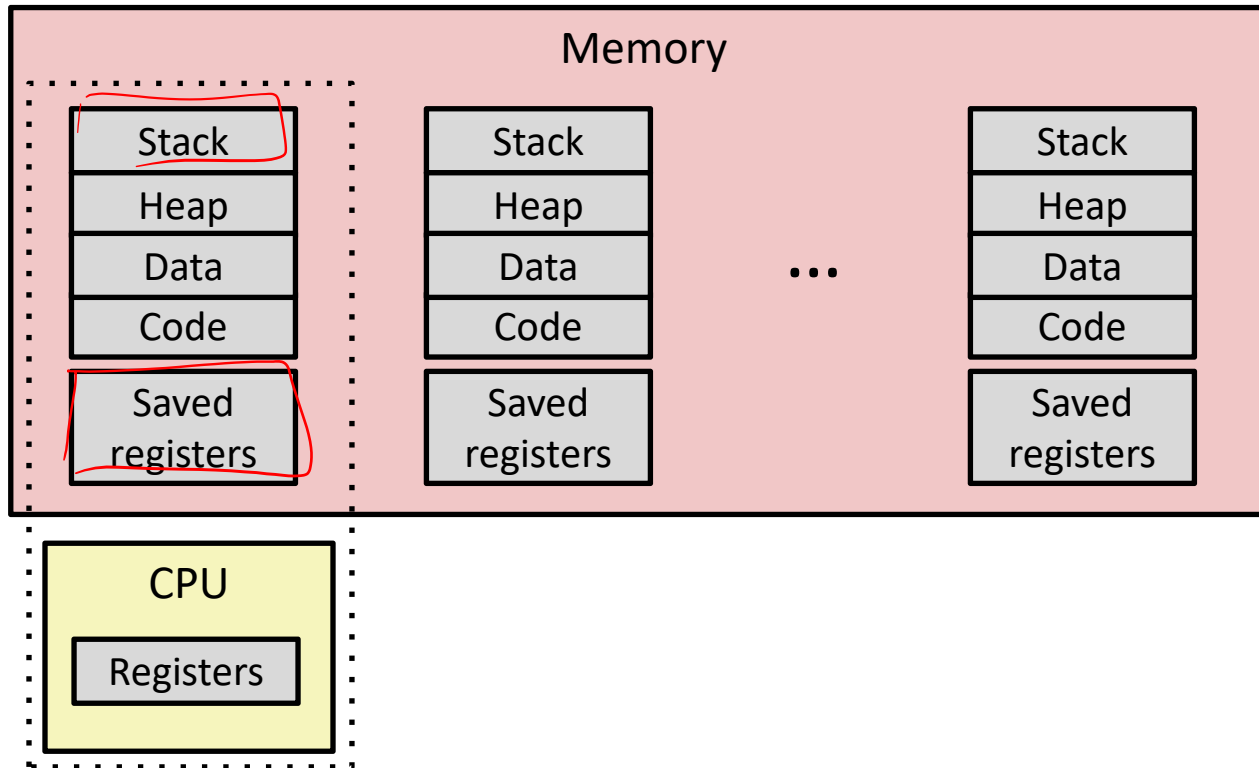 Memory
Stack
Heap
Data
Code
Saved
registers
Stack
Heap
Data
Code
Saved
registers
...
Stack
Heap
Data
Code
Saved
registers
CPU
Registers